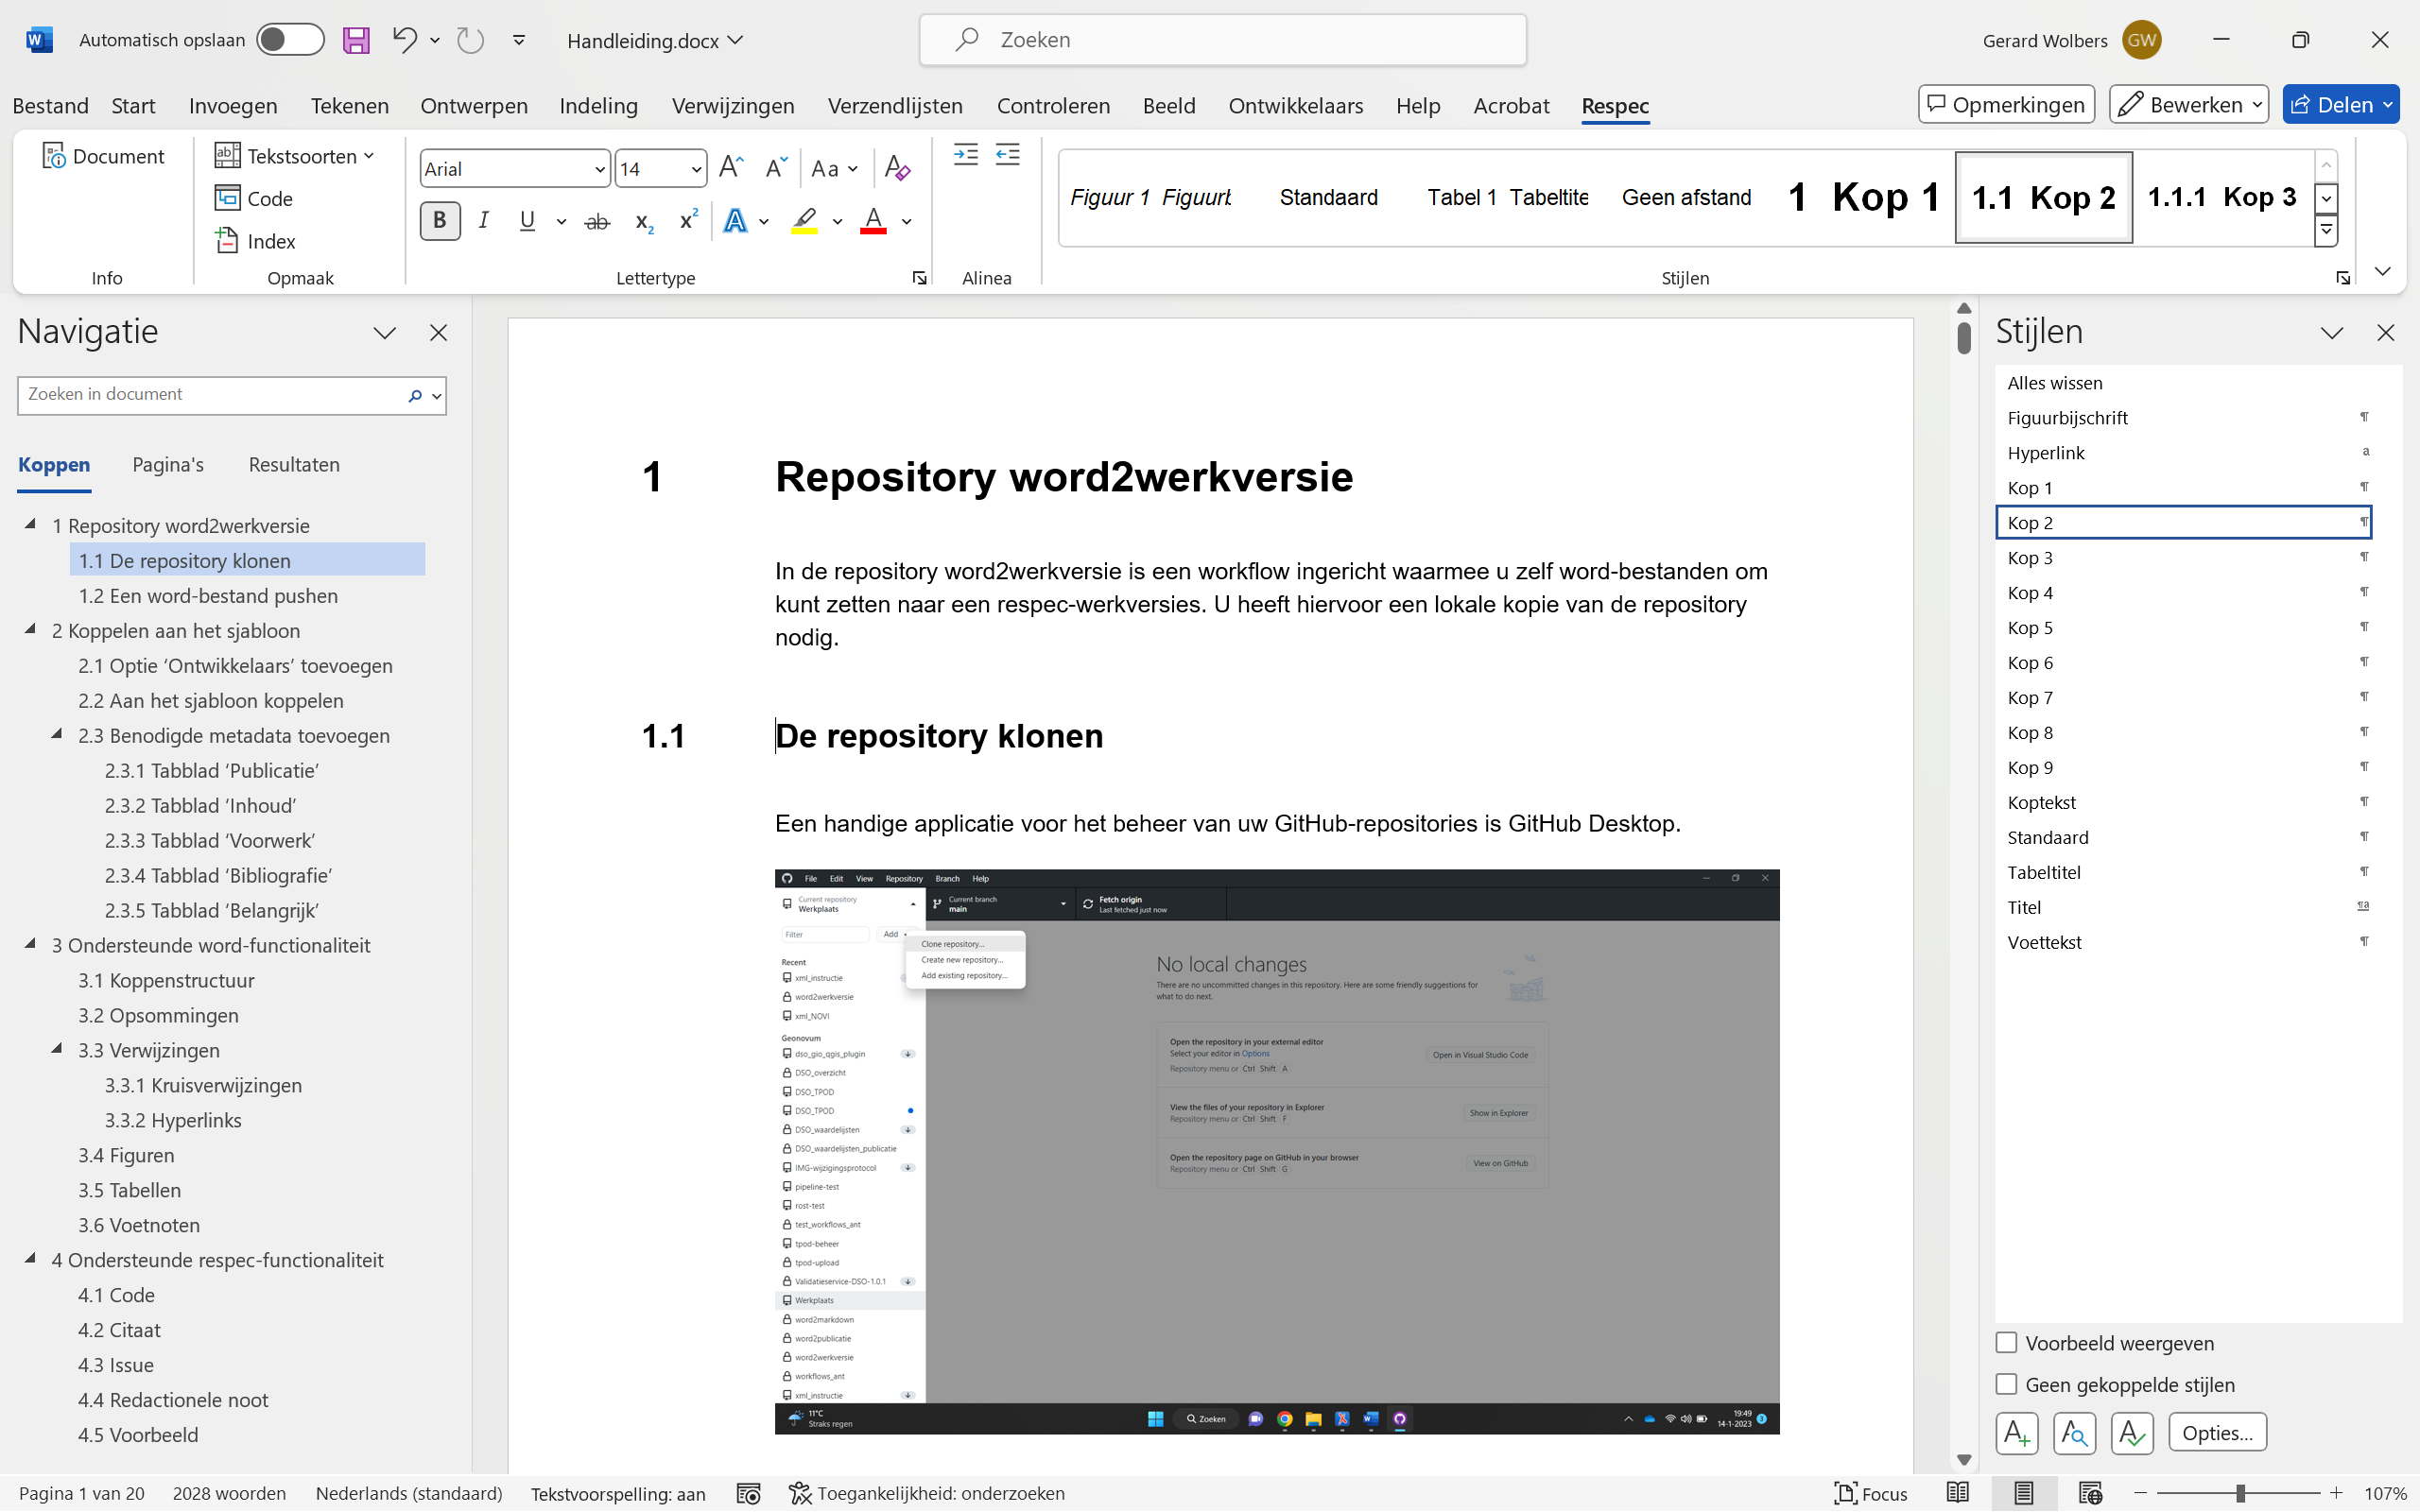 Automatisch opslaan
Handleiding.docx
Zoeken
Gerard Wolbers
GW
Bestand Start Invoegen Tekenen Ontwerpen Indeling Verwijzingen Verzendlijsten Controleren Beeld Ontwikkelaars Help Acrobat Respec
Opmerkingen
Bewerken
Delen
Document
Info
Tekstsoorten
Code
Index
Opmaak
Arial
14
Lettertype
Alinea
Figuur 1 Figuurb
Standaard
Tabel 1 Tabeltite
Geen afstand
1 Kop 1
1.1 Kop 2
1.1.1 Kop 3
Stijlen
Navigatie
Zoeken in document
Koppen Pagina's Resultaten
1 Repository word2werkversie
1.1 De repository klonen
1.2 Een word-bestand pushen
2 Koppelen aan het sjabloon
2.1 Optie ‘Ontwikkelaars’ toevoegen
2.2 Aan het sjabloon koppelen
2.3 Benodigde metadata toevoegen
2.3.1 Tabblad ‘Publicatie’
2.3.2 Tabblad ‘Inhoud’
2.3.3 Tabblad ‘Voorwerk’
2.3.4 Tabblad ‘Bibliografie’
2.3.5 Tabblad ‘Belangrijk’
3 Ondersteunde word-functionaliteit
3.1 Koppenstructuur
3.2 Opsommingen
3.3 Verwijzingen
3.3.1 Kruisverwijzingen
3.3.2 Hyperlinks
3.4 Figuren
3.5 Tabellen
3.6 Voetnoten
4 Ondersteunde respec-functionaliteit
4.1 Code
4.2 Citaat
4.3 Issue
4.4 Redactionele noot
4.5 Voorbeeld
1 Repository word2werkversie
In de repository word2werkversie is een workflow ingericht waarmee u zelf word-bestanden om
kunt zetten naar een respec-werkversies. U heeft hiervoor een lokale kopie van de repository
nodig.
1.1 De repository klonen
Een handige applicatie voor het beheer van uw GitHub-repositories is GitHub Desktop.
File Edit View Repository Branch Help
Current repository
Werkplaats
Current branch
main
Fetch origin
Last fetched just now
Filter
Add
Clone repository...
Create new repository...
Add existing repository...
Recent
xml_instructie
word2werkversie
xml_NOVI
Geonovum
dso_gio_qgis_plugin
DSO_overzicht
DSO_TPOD
DSO_TPOD
DSO_waardelijsten
DSO_waardelijsten_publicatie
IMG-wijzigingsprotocol
pipeline-test
rost-test
test_workflows_ant
tpod-beheer
tpod-upload
Validatieservice-DSO-1.0.1
Werkplaats
word2markdown
word2publicatie
word2werkversie
workflows_ant
xml_instructie
No local changes
There are no uncommitted changes in this repository. Here are some friendly suggestions for
what to do next.
Open the repository in your external editor
Select your editor in Options
Repository menu or Ctrl Shift A
Open in Visual Studio Code
View the files of your repository in Explorer
Repository menu or Ctrl Shift F
Show in Explorer
Open the repository page on GitHub in your browser
Repository menu or Ctrl Shift G
View on GitHub
11°C
Straks regen
Zoeken
19:49
14-1-2023
Stijlen
Alles wissen
Figuurbijschrift ¶
Hyperlink a
Kop 1 ¶
Kop 2 ¶
Kop 3 ¶
Kop 4 ¶
Kop 5 ¶
Kop 6 ¶
Kop 7 ¶
Kop 8 ¶
Kop 9 ¶
Koptekst ¶
Standaard ¶
Tabeltitel ¶
Titel ¶a
Voettekst ¶
Voorbeeld weergeven
Geen gekoppelde stijlen
Opties...
Pagina 1 van 20 2028 woorden Nederlands (standaard) Tekstvoorspelling: aan Toegankelijkheid: onderzoeken Focus 107%